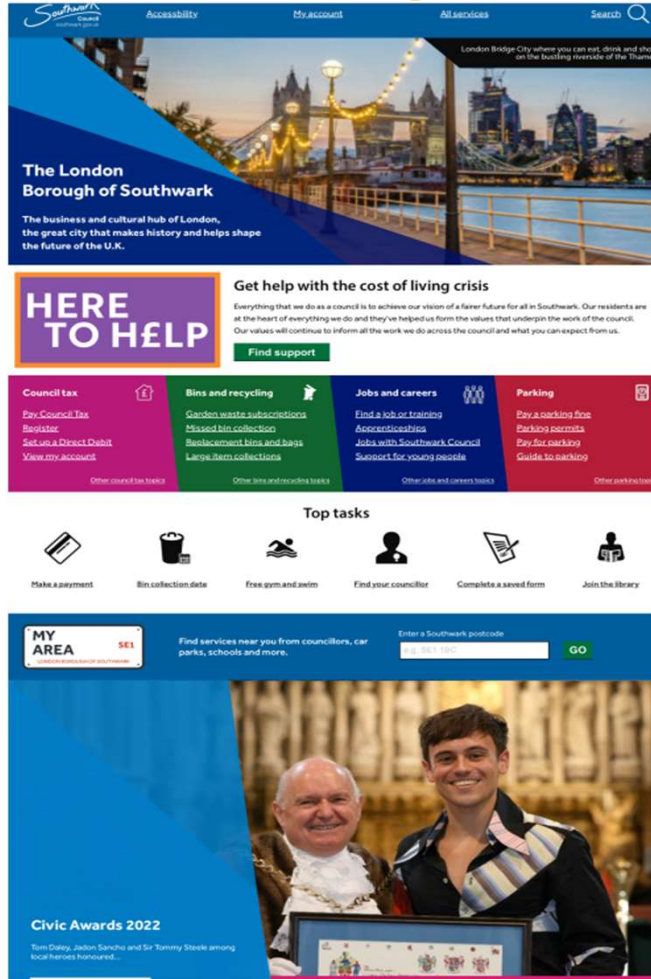 Southwark
Council
southwark.gov.uk
Accessbility
My account
All services
Search
London Bridge City where you can eat, drink and sho
on the bustling riverside of the Thame
The London
Borough of Southwark
The business and cultural hub of London,
the great city that makes history and helps shape
the future of the U.K.
HERE
TO H£LP
Get help with the cost of living crisis
Everything that we do as a council is to achieve our vision of a fairer future for all in Southwark. Our residents are
at the heart of everything we do and they've helped us form the values that underpin the work of the council.
Our values will continue to inform all the work we do across the council and what you can expect from us.
Find support
Council tax
Pay Council Tax
Register
Set up a Direct Debit
View my account
Other council tax topics
Bins and recycling
Garden waste subscriptions
Missed bin collection
Replacement bins and bags
Large item collections
Other bins and recycling topics
Jobs and careers
Find a job or training
Apprenticeships
Jobs with Southwark Council
Support for young people
Other jobs and careers topics
Parking
Pay a parking fine
Parking permits
Pay for parking
Guide to parking
Other parking top
Top tasks
Make a payment
Bin collection date
Free gym and swim
Find your councillor
Complete a saved form
Join the library
MY
AREA
SE1
LONDON BOROUGH OF SOUTHWARK
Find services near you from councillors, car
parks, schools and more.
Enter a Southwark postcode
e.g. SE1 1BC
GO
Civic Awards 2022
Tom Daley, Jadon Sancho and Sir Tommy Steele among
local heroes honoured...